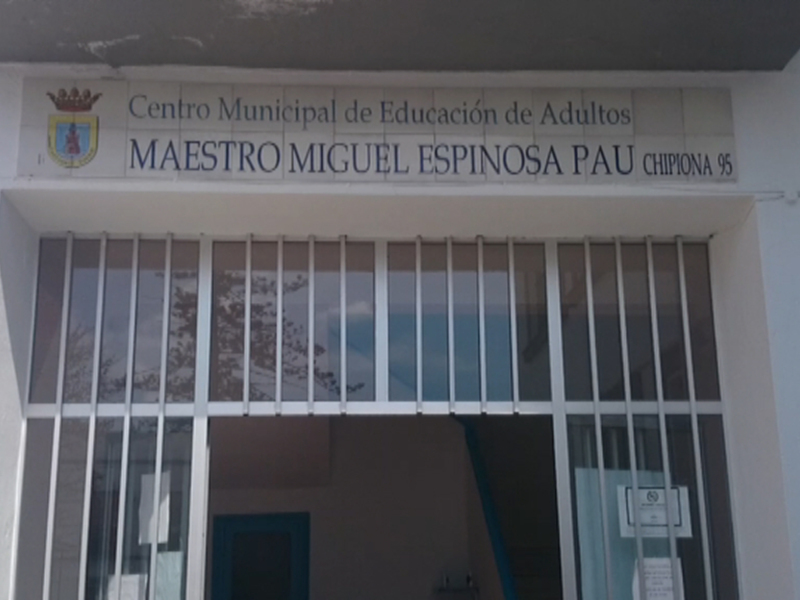 Centro Municipal de Educación de Adultos
MAESTRO MIGUEL ESPINOSA PAU CHIPIONA 95